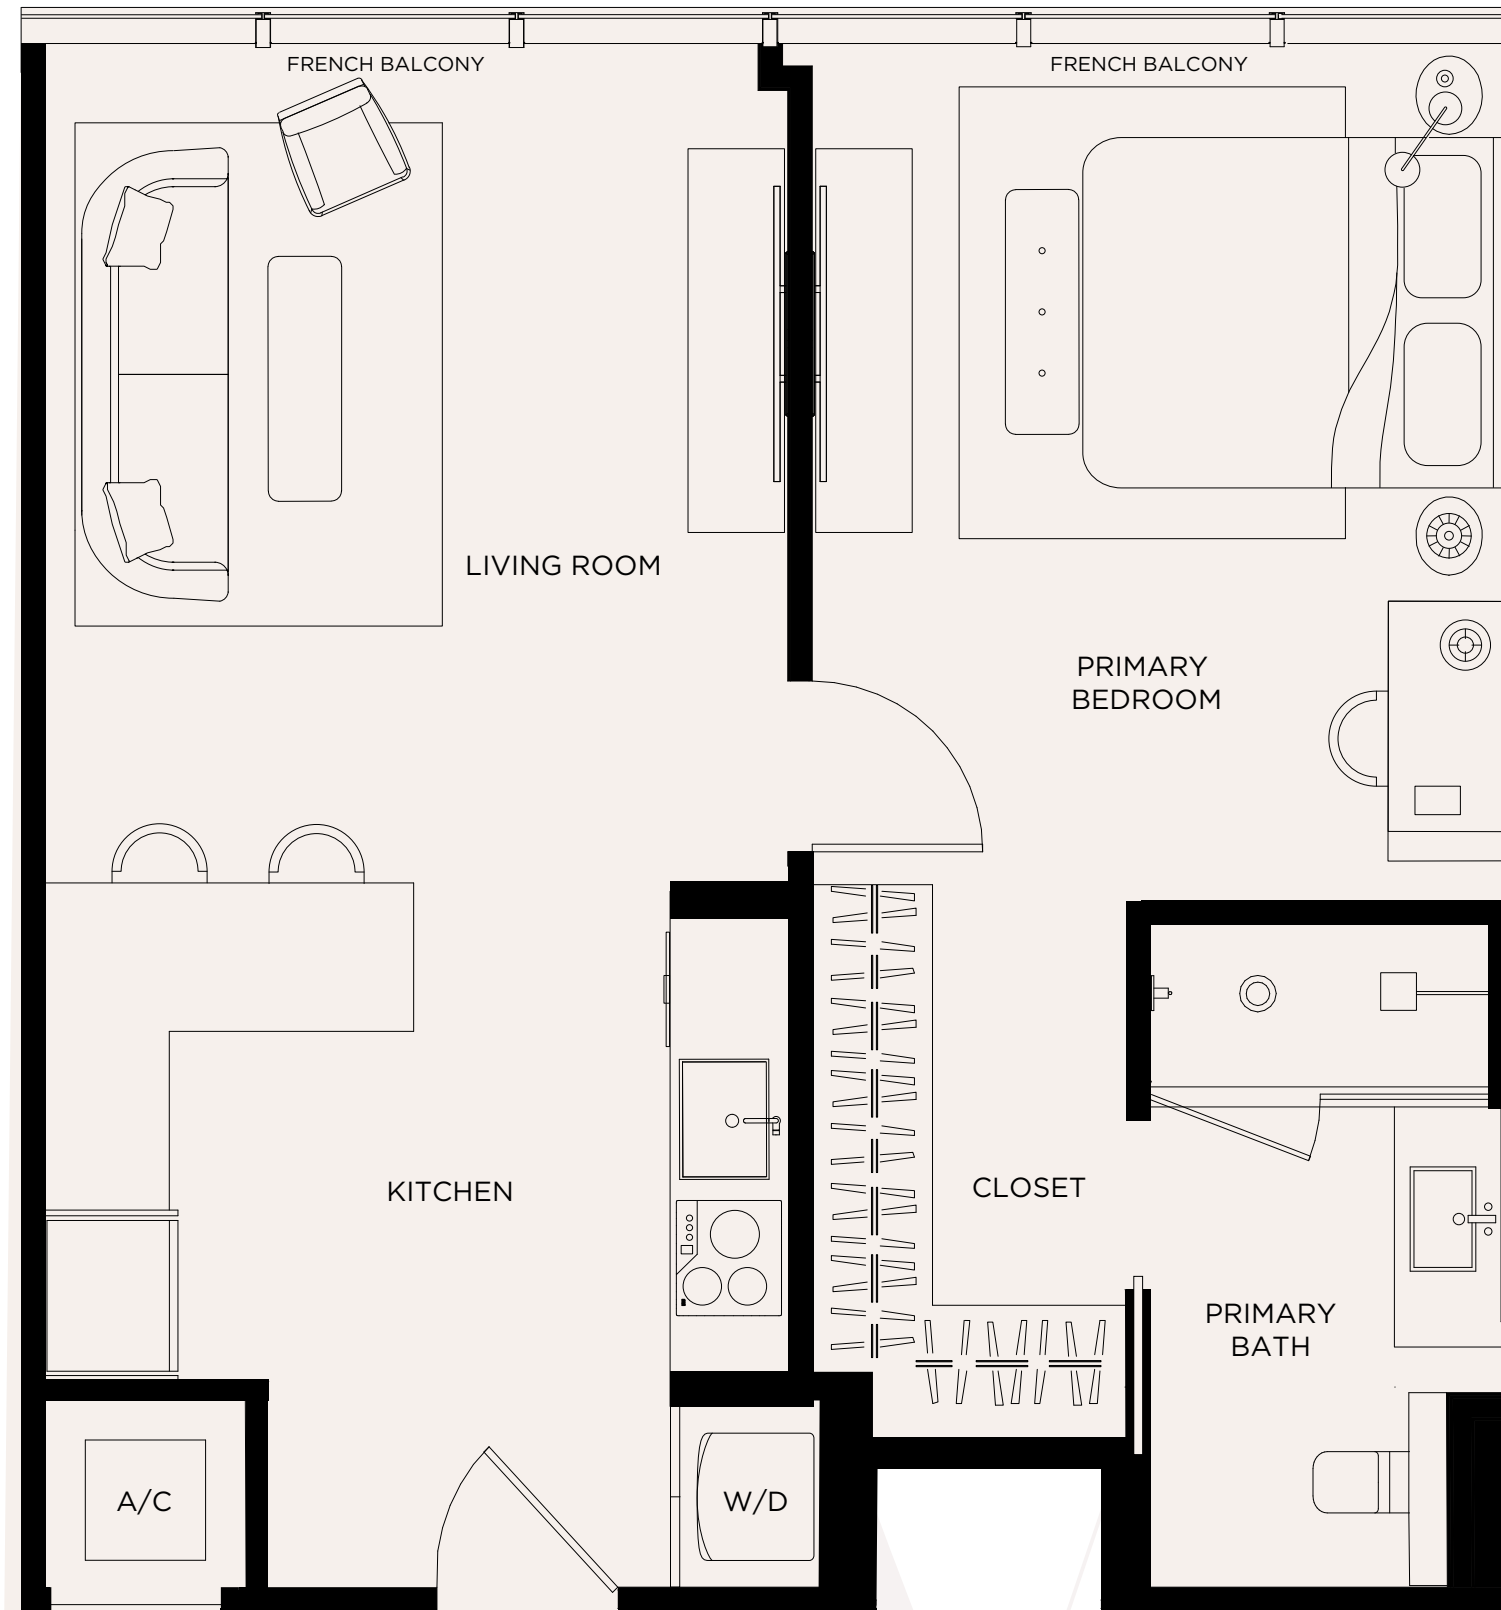 FRENCH BALCONY
FRENCH BALCONY
LIVING ROOM
PRIMARY
BEDROOM
KITCHEN
CLOSET
PRIMARY
BATH
A/C
W/D